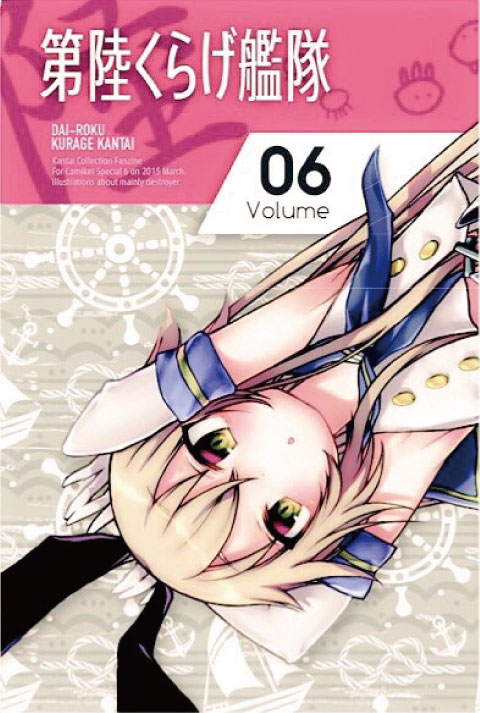 第陸くらげ艦隊
DAI-ROKU
KURAGE KANTAI
Kantai Collection Fanzine
For Comiket Special 6 on 2015 March.
Illustrations about mainly destroyer.
06
Volume
陸